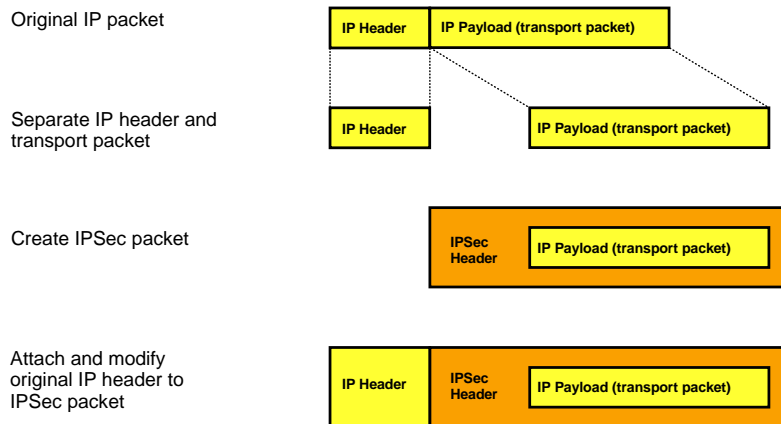 Original IP packet
IP Header
IP Payload (transport packet)
Separate IP header and
transport packet
IP Header
IP Payload (transport packet)
Create IPSec packet
IPSec
Header
IP Payload (transport packet)
Attach and modify
original IP header to
IPSec packet
IP Header
IPSec
Header
IP Payload (transport packet)